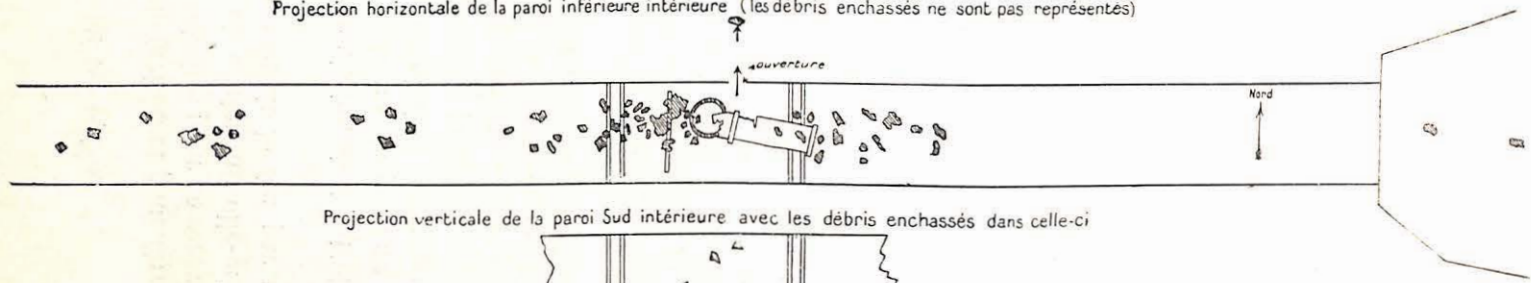 Projection horizontale de la paroi inférieure intérieure (les débris enchassés ne sont pas représentés)
ouverture
Nord
Projection verticale de la paroi Sud intérieure avec les débris enchassés dans celle-ci